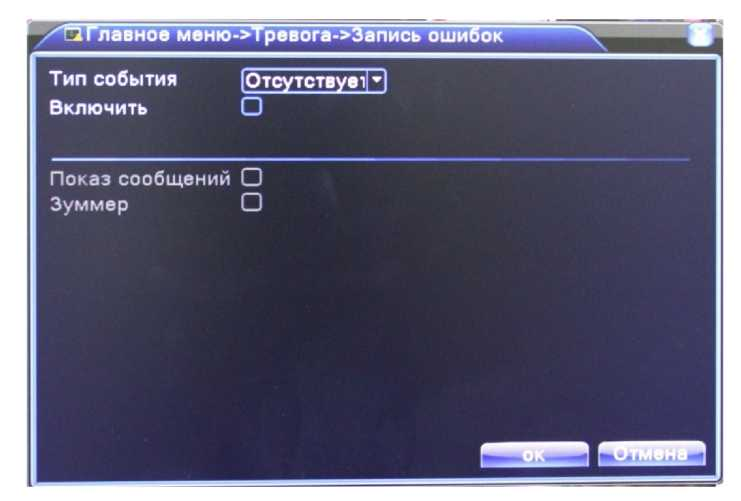 Главное меню->Тревога->Запись ошибок
Тип события Отсутствует
Включить
Показ сообщений
Зуммер
ок Отмена